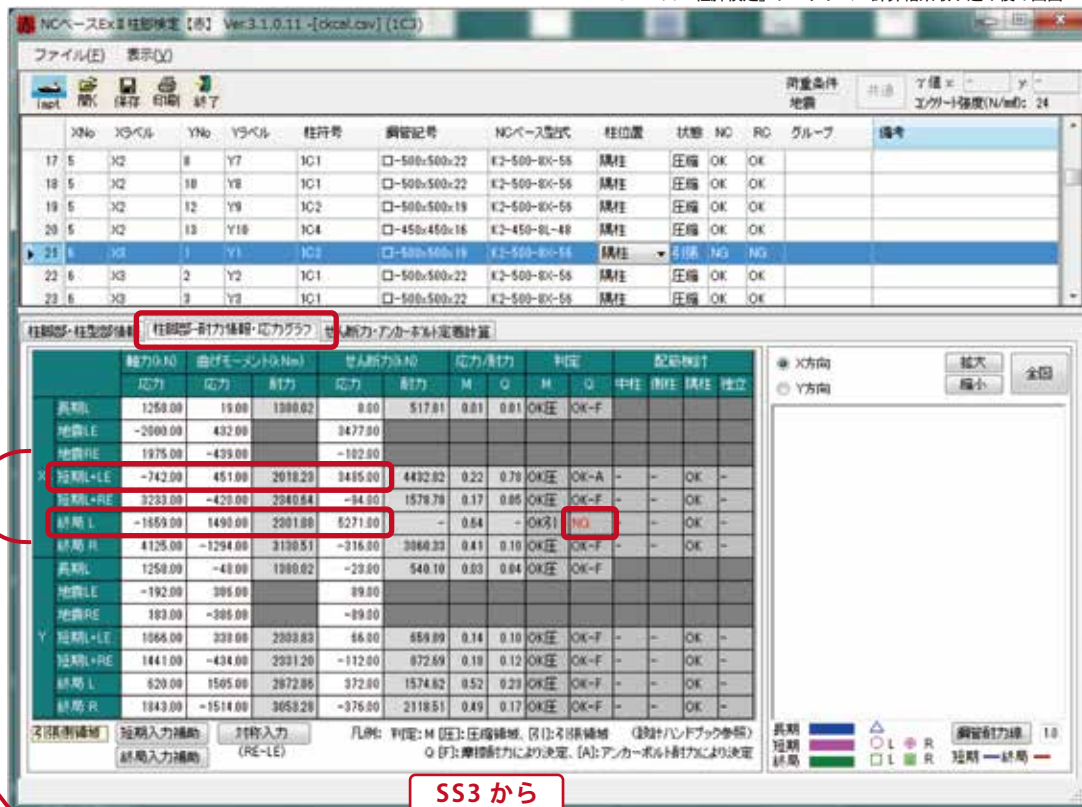 NCベースEXⅡ柱脚検定【赤】 Ver:3.1.0.11 -[ckcal.csv] (1C3)
ファイル(F) 表示(V)
Inpt. 開く 保存 印刷 終了
荷重条件 地震 共通 γ値 x - y -
コンクリート強度(N/㎟): 24
XNo Xラベル YNo Yラベル 柱符号 鋼管記号 NCベース型式 柱位置 状態 NC RC グループ 備考
17 5 X2 8 Y7 1C1 ロ-500x500x22 K2-500-8X-56 隅柱 圧縮 OK OK
18 5 X2 10 Y8 1C1 ロ-500x500x22 K2-500-8X-56 隅柱 圧縮 OK OK
19 5 X2 12 Y9 1C2 ロ-500x500x19 K2-500-8X-56 隅柱 圧縮 OK OK
20 5 X2 13 Y10 1C4 ロ-450x450x16 K2-450-8L-48 隅柱 圧縮 OK OK
21 6 X3 1 Y1 1C3 ロ-500x500x19 K2-500-8X-56 隅柱 引張 NG NG
22 6 X3 2 Y2 1C1 ロ-500x500x22 K2-500-8X-56 隅柱 圧縮 OK OK
23 6 X3 3 Y3 1C1 ロ-500x500x22 K2-500-8X-56 隅柱 圧縮 OK OK
柱脚部・柱型部情報 柱脚部-耐力情報・応力グラフ せん断力・アンカーボルト定着計算
軸力(kN) 曲げモーメント(kNm) せん断力(kN) 応力/耐力 判定 配筋検討
応力 応力 耐力 応力 耐力 M Q M Q 中柱 側柱 隅柱 独立
X
長期L 1258.00 19.00 1380.02 8.00 517.81 0.01 0.01 OK圧 OK-F
地震LE -2000.00 432.00 3477.00
地震RE 1975.00 -439.00 -102.00
短期L+LE -742.00 451.00 2018.23 3485.00 4432.82 0.22 0.78 OK圧 OK-A - - OK -
短期L+RE 3233.00 -420.00 2340.64 -94.00 1578.78 0.17 0.05 OK圧 OK-F - - OK -
終局 L -1659.00 1490.00 2301.88 5271.00 - 0.64 - OK引 NG - - OK -
終局 R 4125.00 -1294.00 3130.51 -316.00 3060.33 0.41 0.10 OK圧 OK-F - - OK -
Y
長期L 1258.00 -48.00 1380.02 -23.00 540.10 0.03 0.04 OK圧 OK-F
地震LE -192.00 386.00 89.00
地震RE 183.00 -386.00 -89.00
短期L+LE 1066.00 338.00 2303.83 66.00 659.09 0.14 0.10 OK圧 OK-F - - OK -
短期L+RE 1441.00 -434.00 2331.20 -112.00 872.69 0.18 0.12 OK圧 OK-F - - OK -
終局 L 620.00 1505.00 2872.86 372.00 1574.62 0.52 0.23 OK圧 OK-F - - OK -
終局 R 1843.00 -1514.00 3053.28 -376.00 2118.51 0.49 0.17 OK圧 OK-F - - OK -
引張側領域 短期入力補助 対称入力 (RE-LE) 終局入力補助
凡例: 判定: M [圧]:圧縮領域、[引]:引張領域 (設計ハンドブック参照)
Q [F]:摩擦耐力により決定、[A]:アンカーボルト耐力により決定
X方向
Y方向
拡大 縮小 全図
長期
短期 L R
終局 L R
鋼管耐力線 1.0
短期 終局
SS3 から